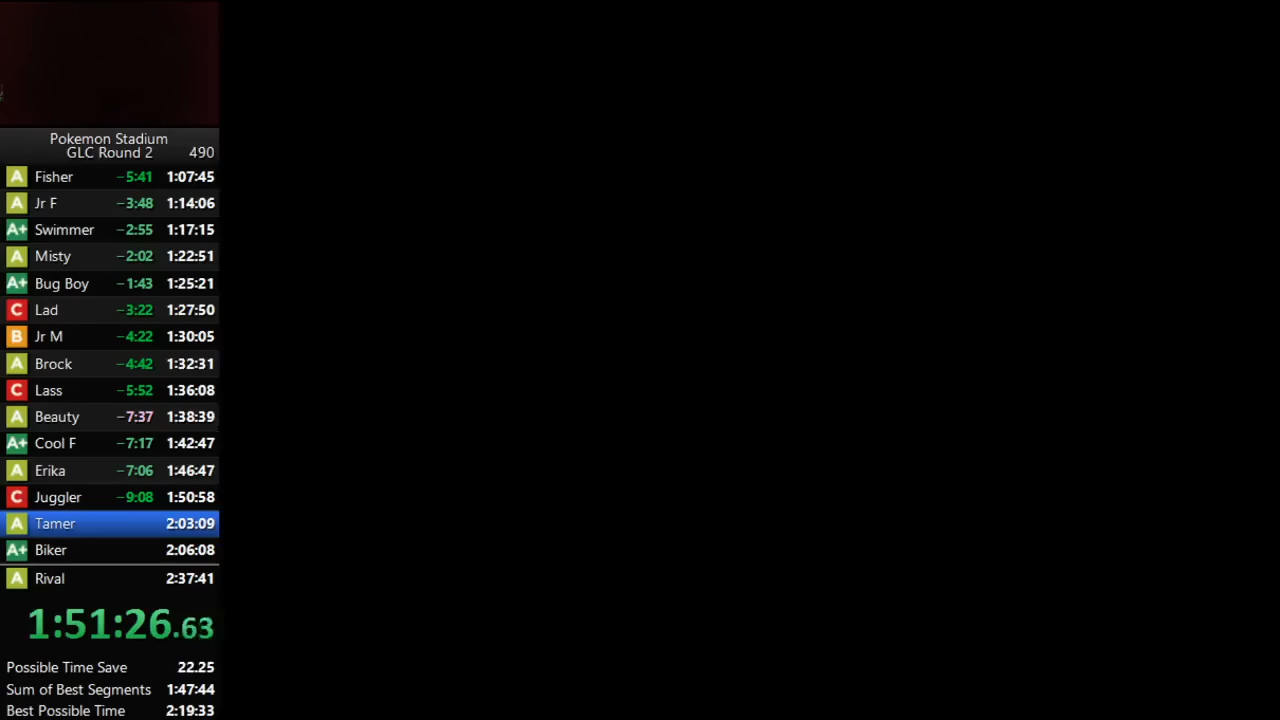 Pokemon Stadium
GLC Round 2 490
A Fisher −5:41 1:07:45
A Jr F −3:48 1:14:06
A+ Swimmer −2:55 1:17:15
A Misty −2:02 1:22:51
A+ Bug Boy −1:43 1:25:21
C Lad −3:22 1:27:50
B Jr M −4:22 1:30:05
A Brock −4:42 1:32:31
C Lass −5:52 1:36:08
A Beauty −7:37 1:38:39
A+ Cool F −7:17 1:42:47
A Erika −7:06 1:46:47
C Juggler −9:08 1:50:58
A Tamer 2:03:09
A+ Biker 2:06:08
A Rival 2:37:41
1:51:26.63
Possible Time Save 22.25
Sum of Best Segments 1:47:44
Best Possible Time 2:19:33